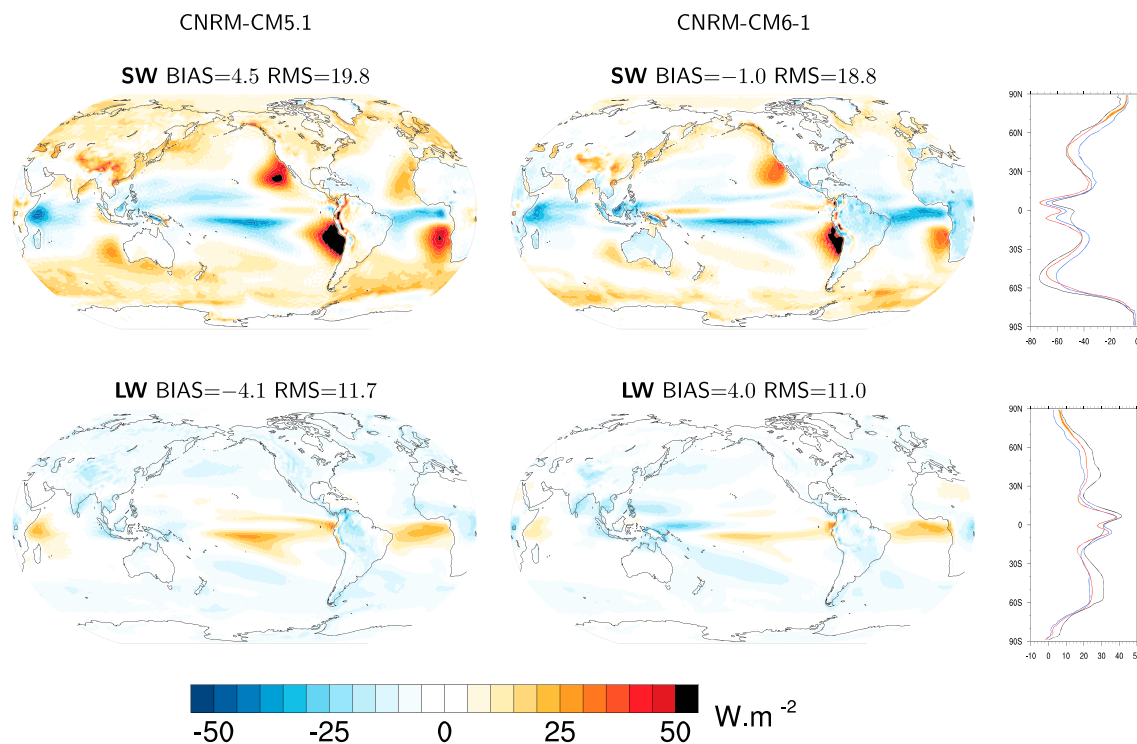 CNRM-CM5.1 CNRM-CM6-1
SW BIAS=4.5 RMS=19.8 SW BIAS=−1.0 RMS=18.8
90N
60N
30N
0
30S
60S
90S
-80 -60 -40 -20 0
LW BIAS=−4.1 RMS=11.7 LW BIAS=4.0 RMS=11.0
90N
60N
30N
0
30S
60S
90S
-10 0 10 20 30 40 50
-50 -25 0 25 50 W.m -2